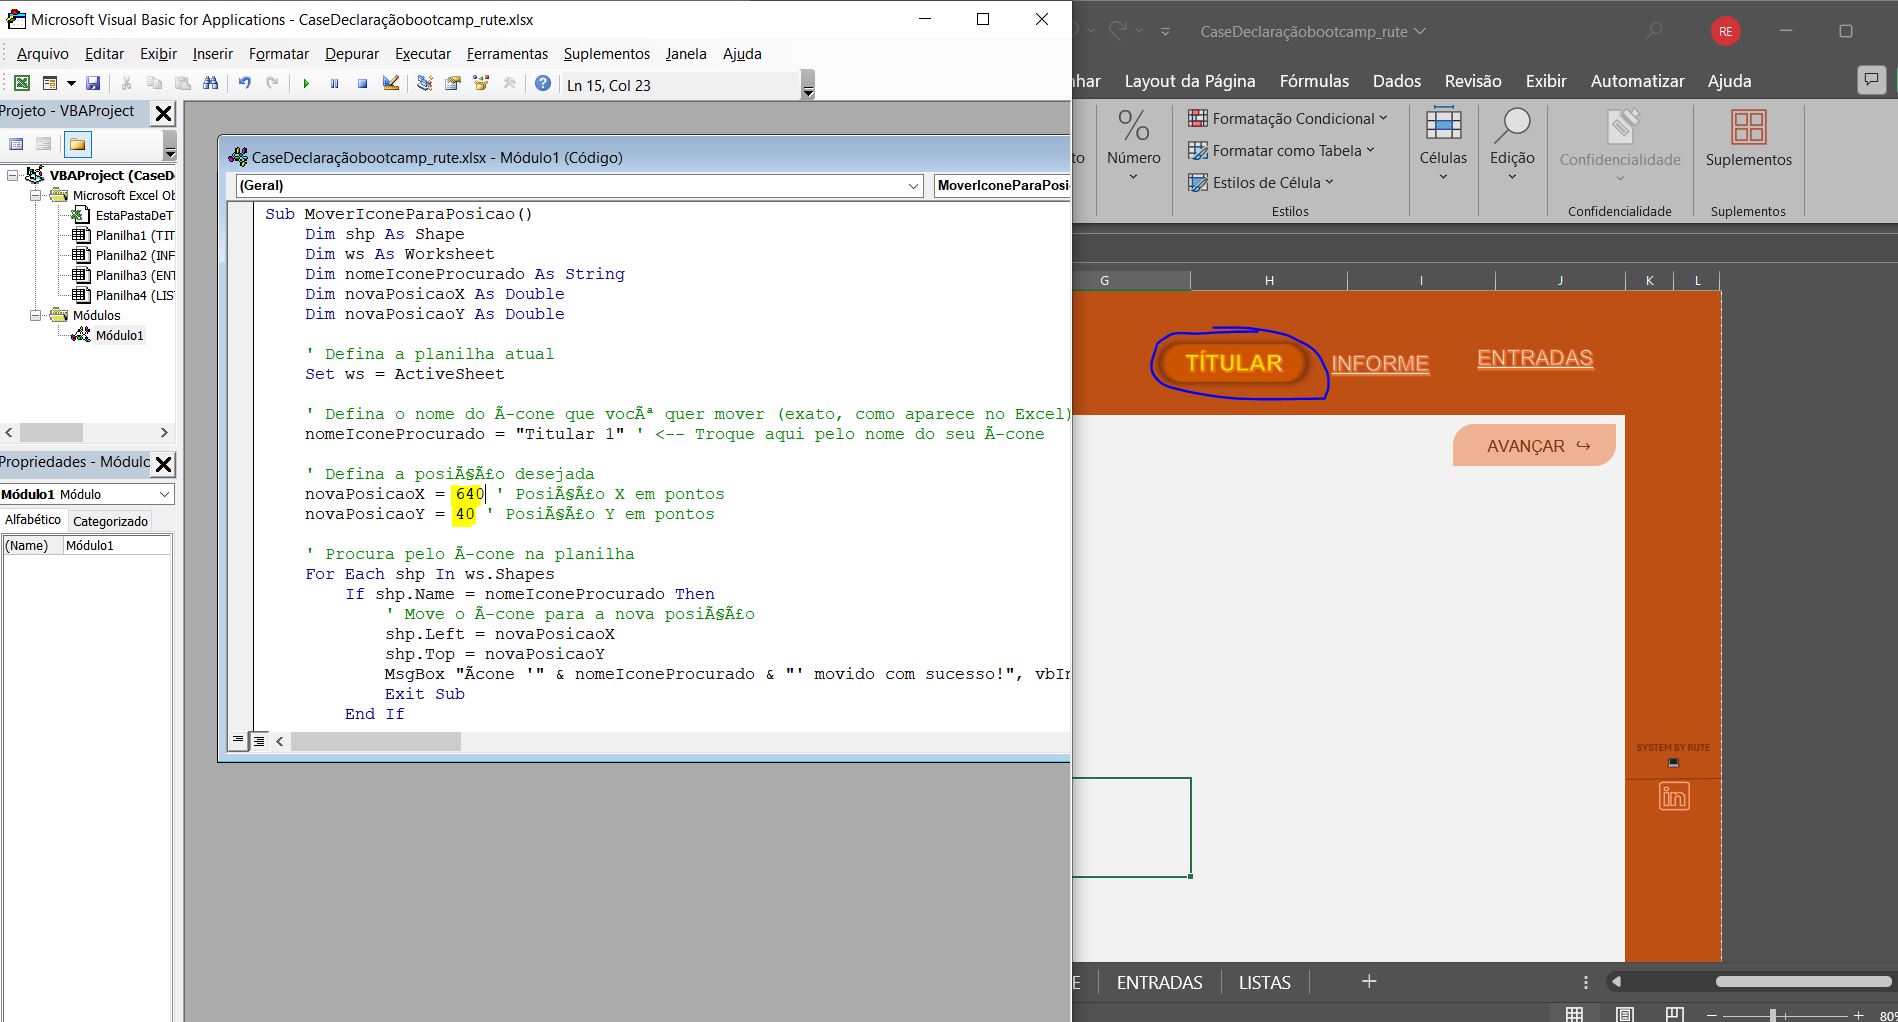 Microsoft Visual Basic for Applications - CaseDeclaraçãobootcamp_rute.xlsx
Arquivo Editar Exibir Inserir Formatar Depurar Executar Ferramentas Suplementos Janela Ajuda
Ln 15, Col 23
Projeto - VBAProject
VBAProject (CaseD
Microsoft Excel Ob
EstaPastaDeT
Planilha1 (TIT
Planilha2 (INF
Planilha3 (ENT
Planilha4 (LIS
Módulos
Módulo1
Propriedades - Módulo
Módulo1 Módulo
Alfabético Categorizado
(Name) Módulo1
CaseDeclaraçãobootcamp_rute.xlsx - Módulo1 (Código)
(Geral) MoverIconeParaPosi
Sub MoverIconeParaPosicao()
Dim shp As Shape
Dim ws As Worksheet
Dim nomeIconeProcurado As String
Dim novaPosicaoX As Double
Dim novaPosicaoY As Double
' Defina a planilha atual
Set ws = ActiveSheet
' Defina o nome do Ã-cone que vocÃª quer mover (exato, como aparece no Excel)
nomeIconeProcurado = "Titular 1" ' <-- Troque aqui pelo nome do seu Ã-cone
' Defina a posiÃ§Ã£o desejada
novaPosicaoX = 640 ' PosiÃ§Ã£o X em pontos
novaPosicaoY = 40 ' PosiÃ§Ã£o Y em pontos
' Procura pelo Ã-cone na planilha
For Each shp In ws.Shapes
If shp.Name = nomeIconeProcurado Then
' Move o Ã-cone para a nova posiÃ§Ã£o
shp.Left = novaPosicaoX
shp.Top = novaPosicaoY
MsgBox "Ãcone '" & nomeIconeProcurado & "' movido com sucesso!", vbIn
Exit Sub
End If
CaseDeclaraçãobootcamp_rute
RE
nhar Layout da Página Fórmulas Dados Revisão Exibir Automatizar Ajuda
to
Número
Formatação Condicional
Formatar como Tabela
Estilos de Célula
Estilos
Células
Edição
Confidencialidade
Confidencialidade
Suplementos
Suplementos
G H I J K L
TÍTULAR INFORME ENTRADAS
AVANÇAR ↪
SYSTEM BY RUTE
in
E ENTRADAS LISTAS +
80%